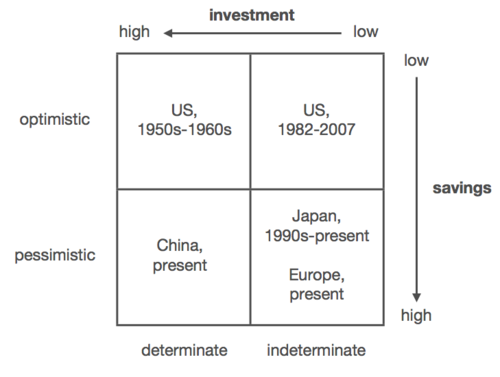 investment
high low
low
optimistic
US,
1950s-1960s
US,
1982-2007
savings
pessimistic
China,
present
Japan,
1990s-present
Europe,
present
high
determinate indeterminate